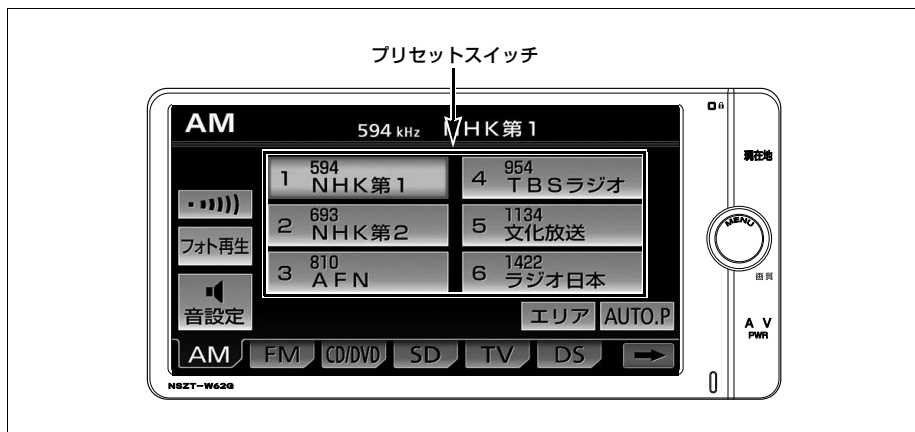 プリセットスイッチ
AM
594 kHz NHK第1
1 594 NHK第1
4 954 TBSラジオ
2 693 NHK第2
5 1134 文化放送
3 810 AFN
6 1422 ラジオ日本
フォト再生
音設定
エリア AUTO.P
AM FM CD/DVD SD TV DS
NSZT-W62G
現在地
MENU
画質
A V
PWR